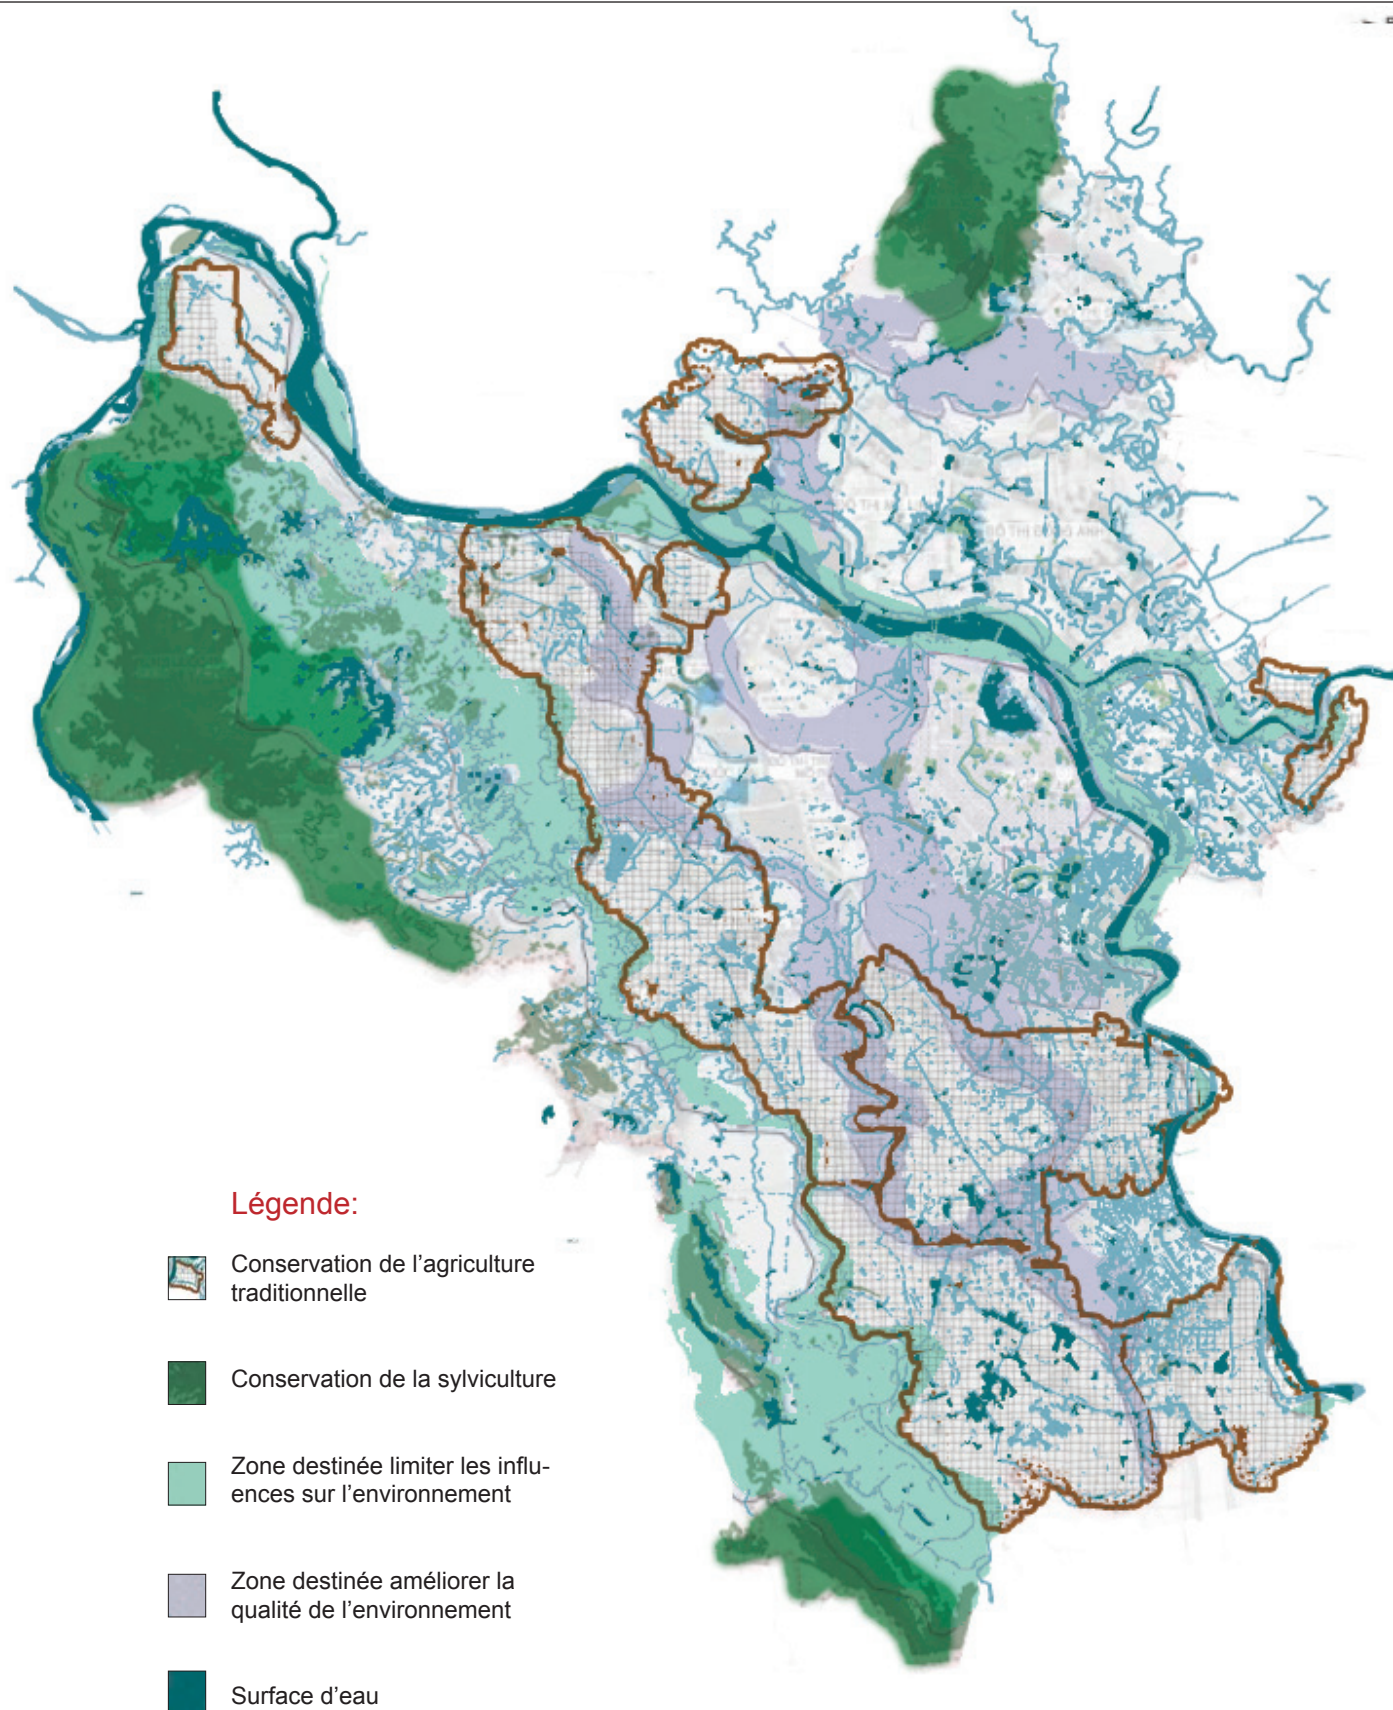 Légende:
Conservation de l’agriculture
traditionnelle
Conservation de la sylviculture
Zone destinée limiter les influ-
ences sur l’environnement
Zone destinée améliorer la
qualité de l’environnement
Surface d’eau